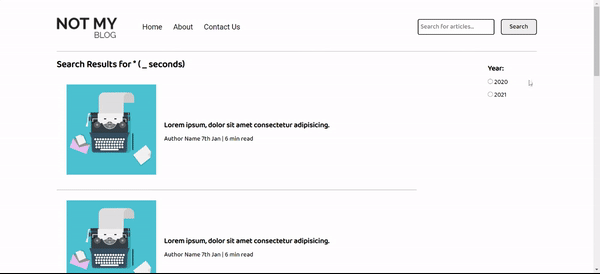 NOT MY
BLOG
Home About Contact Us
Search for articles...
Search
Search Results for " ( _ seconds)
Year:
2020
2021
Lorem ipsum, dolor sit amet consectetur adipisicing.
Author Name 7th Jan | 6 min read
Lorem ipsum, dolor sit amet consectetur adipisicing.
Author Name 7th Jan | 6 min read